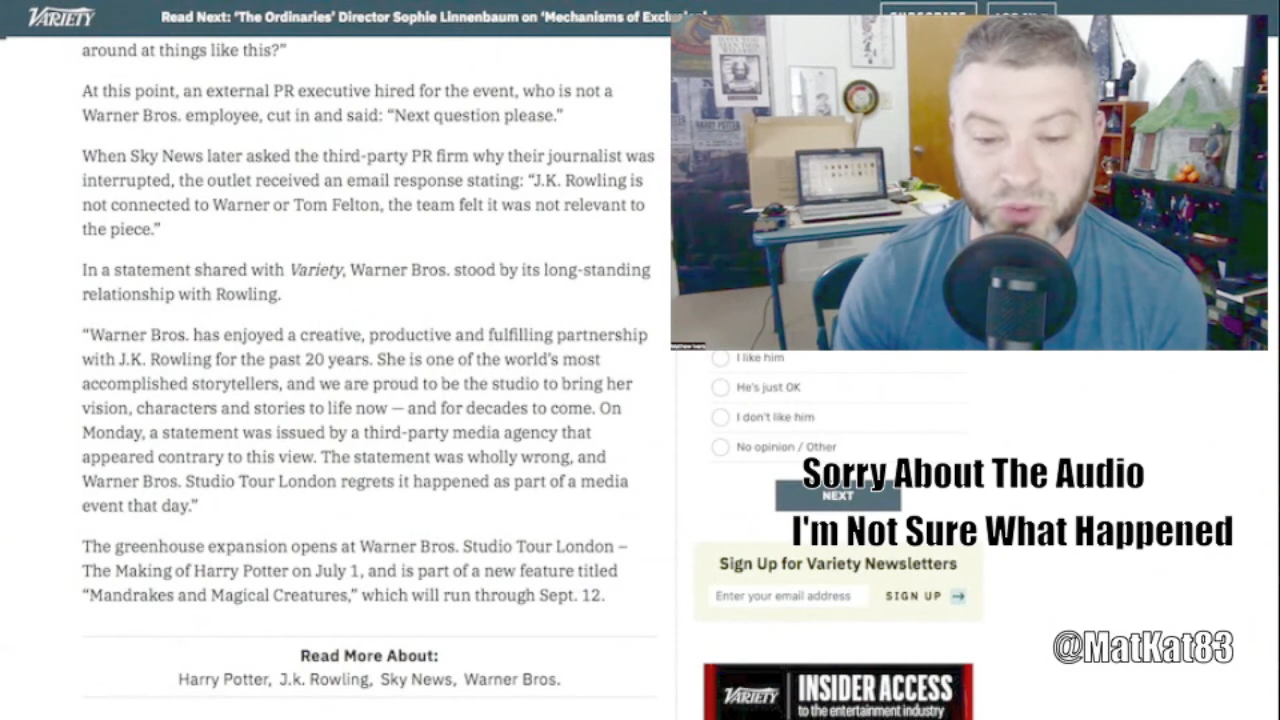 VARIETY
Read Next: ‘The Ordinaries’ Director Sophie Linnenbaum on ‘Mechanisms of
around at things like this?”
At this point, an external PR executive hired for the event, who is not a
Warner Bros. employee, cut in and said: “Next question please.”
When Sky News later asked the third-party PR firm why their journalist was
interrupted, the outlet received an email response stating: “J.K. Rowling is
not connected to Warner or Tom Felton, the team felt it was not relevant to
the piece.”
In a statement shared with Variety, Warner Bros. stood by its long-standing
relationship with Rowling.
“Warner Bros. has enjoyed a creative, productive and fulfilling partnership
with J.K. Rowling for the past 20 years. She is one of the world’s most
accomplished storytellers, and we are proud to be the studio to bring her
vision, characters and stories to life now — and for decades to come. On
Monday, a statement was issued by a third-party media agency that
appeared contrary to this view. The statement was wholly wrong, and
Warner Bros. Studio Tour London regrets it happened as part of a media
event that day.”
The greenhouse expansion opens at Warner Bros. Studio Tour London –
The Making of Harry Potter on July 1, and is part of a new feature titled
“Mandrakes and Magical Creatures,” which will run through Sept. 12.
Read More About:
Harry Potter, J.k. Rowling, Sky News, Warner Bros.
I like him
He's just OK
I don't like him
No opinion / Other
Sorry About The Audio
NEXT
I'm Not Sure What Happened
Sign Up for Variety Newsletters
Enter your email address
SIGN UP →
@MatKat83
VARIETY
INSIDER ACCESS
to the entertainment industry